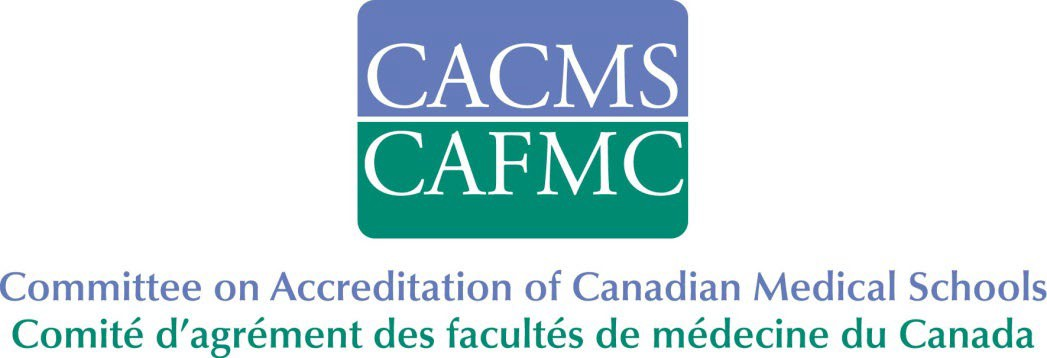 CACMS
CAFMC
Committee on Accreditation of Canadian Medical Schools
Comité d'agrément des facultés de médecine du Canada